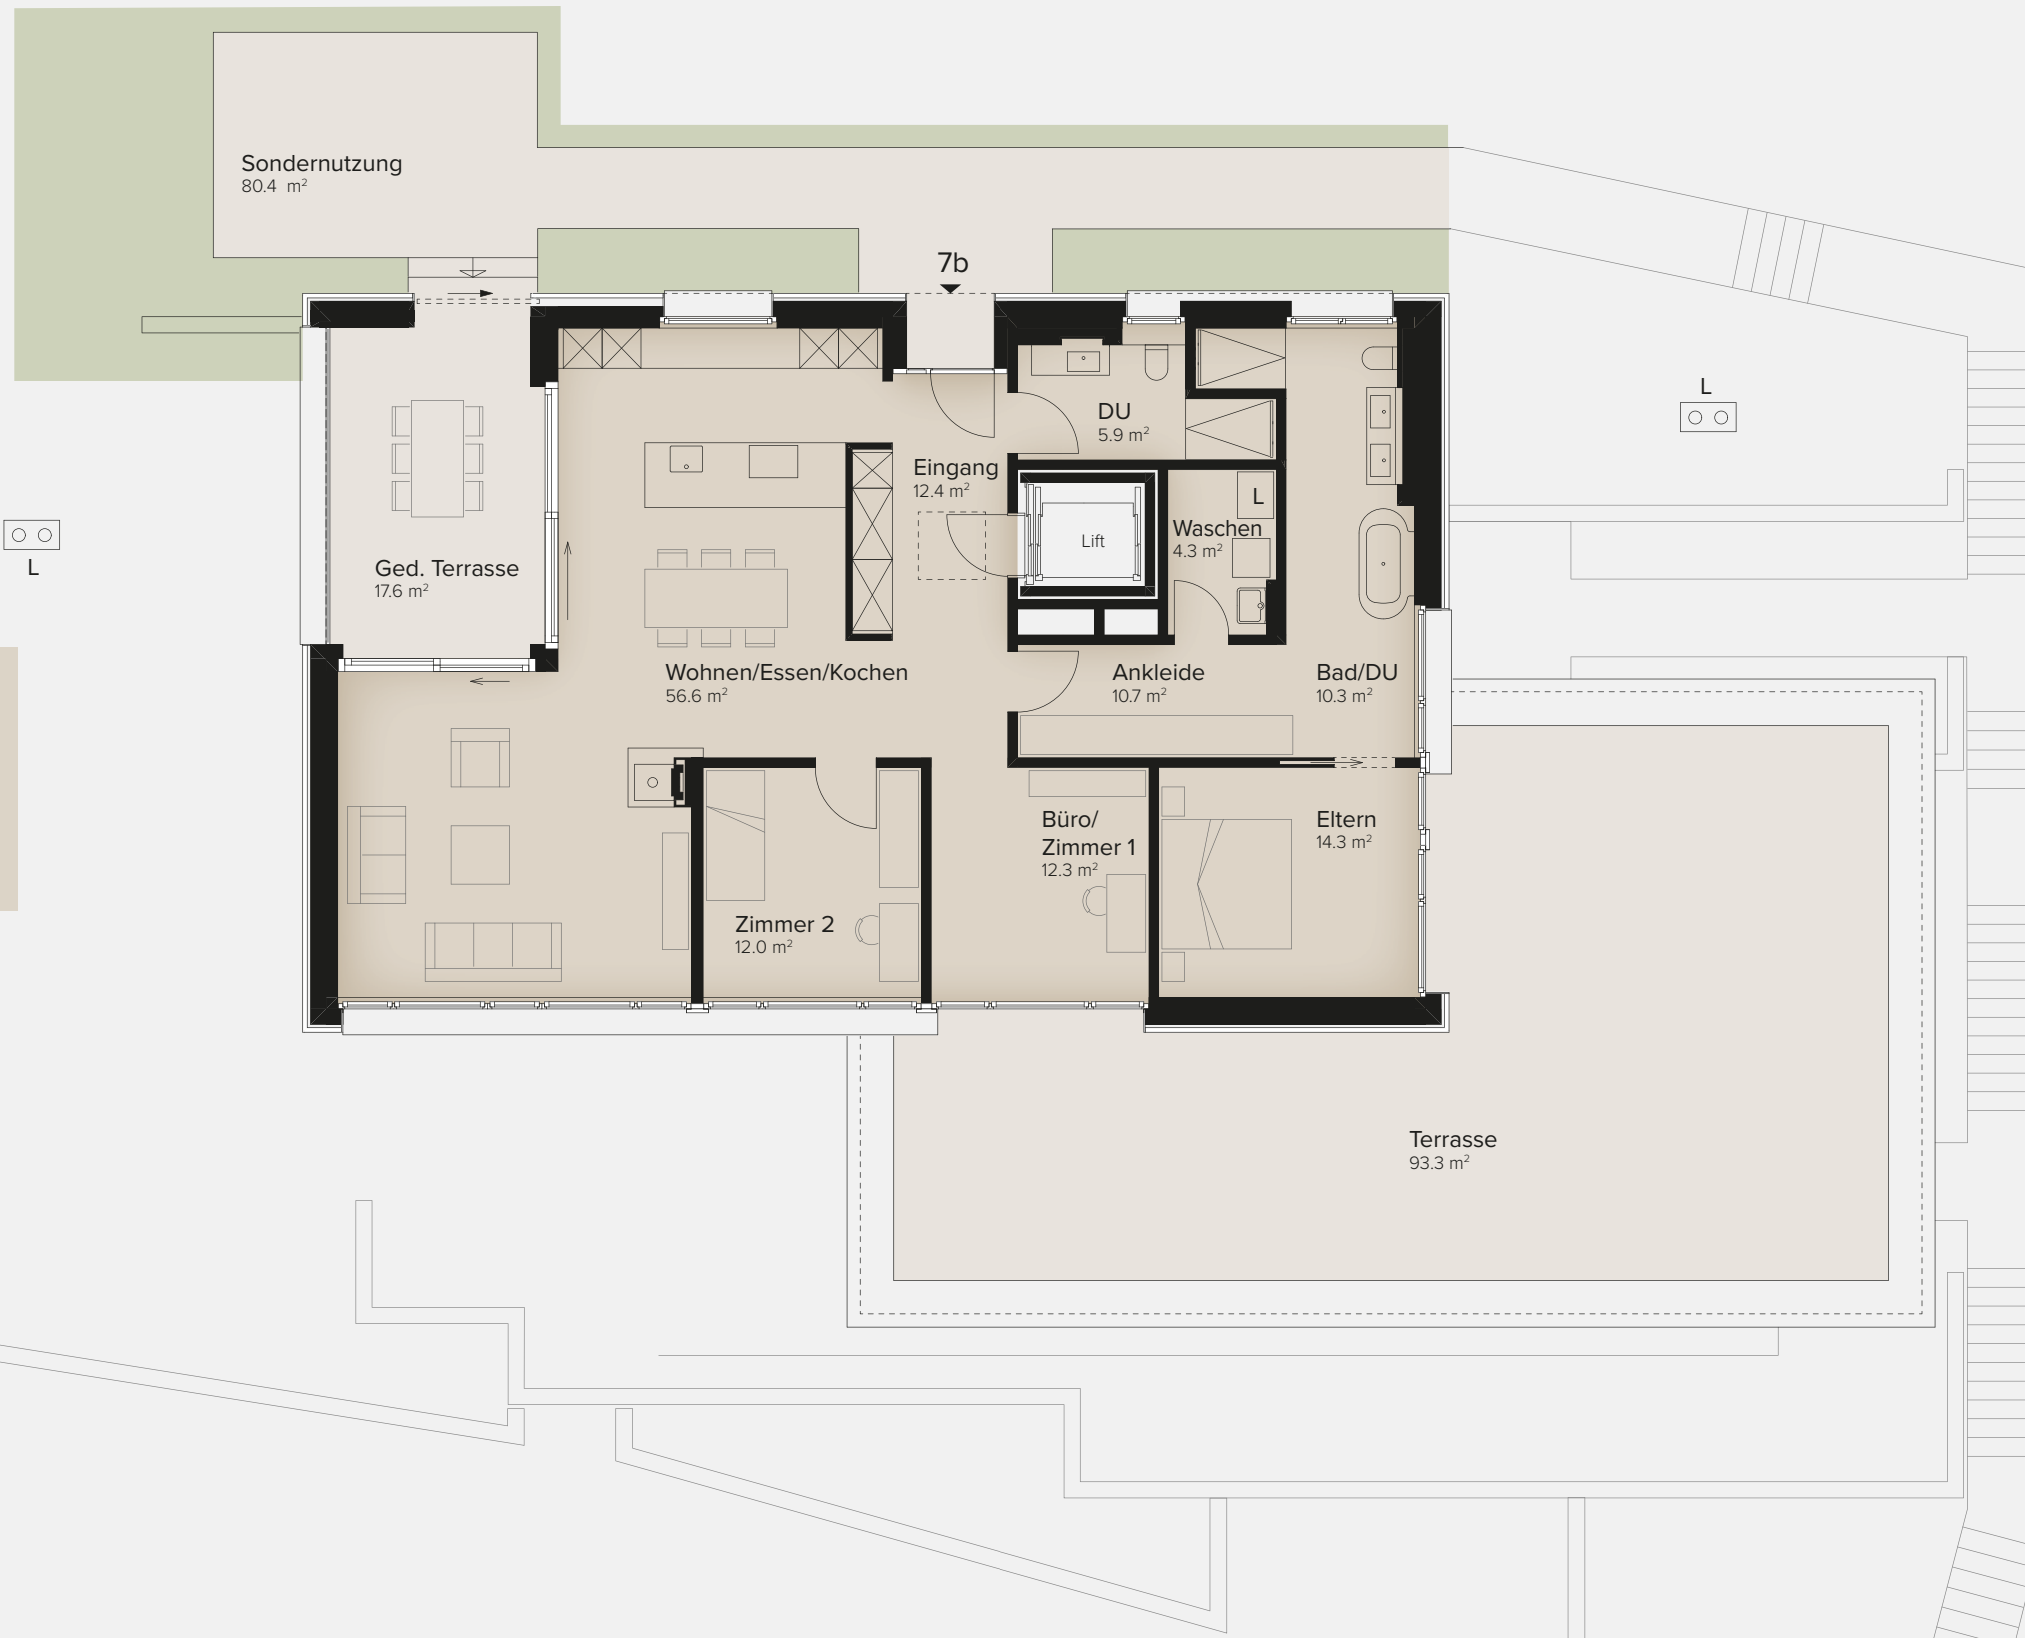 Sondernutzung
80.4 m²
7b
L
DU
5.9 m²
Eingang
12.4 m²
L
Waschen
4.3 m²
Lift
L
Ged. Terrasse
17.6 m²
Wohnen/Essen/Kochen
56.6 m²
Ankleide
10.7 m²
Bad/DU
10.3 m²
Büro/
Zimmer 1
12.3 m²
Eltern
14.3 m²
Zimmer 2
12.0 m²
Terrasse
93.3 m²